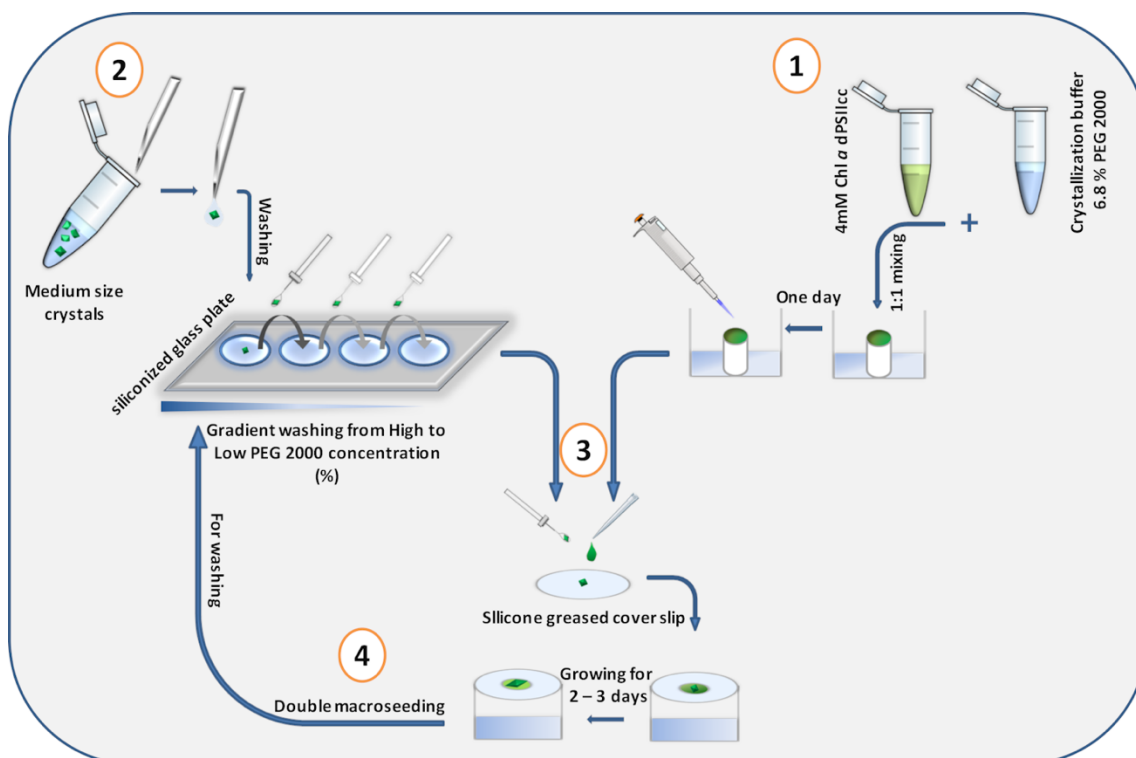 1
4mM Chl a dPSIIcc
Crystallization buffer
6.8 % PEG 2000
+
1:1 mixing
One day
2
Medium size
crystals
Washing
siliconized glass plate
Gradient washing from High to
Low PEG 2000 concentration
(%)
3
SIlicone greased cover slip
Growing for
2 – 3 days
4
Double macroseeding
For washing